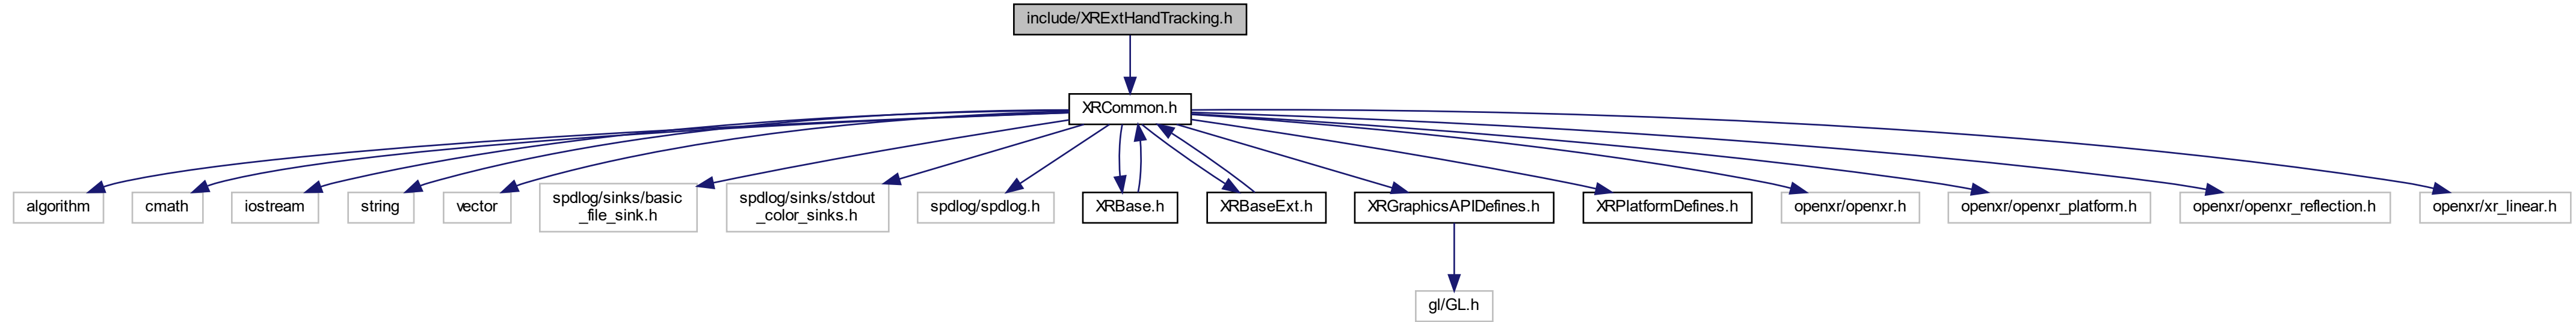 include/XRExtHandTracking.h
XRCommon.h
algorithm
cmath
iostream
string
vector
spdlog/sinks/basic
_file_sink.h
spdlog/sinks/stdout
_color_sinks.h
spdlog/spdlog.h
XRBase.h
XRBaseExt.h
XRGraphicsAPIDefines.h
XRPlatformDefines.h
openxr/openxr.h
openxr/openxr_platform.h
openxr/openxr_reflection.h
openxr/xr_linear.h
gl/GL.h